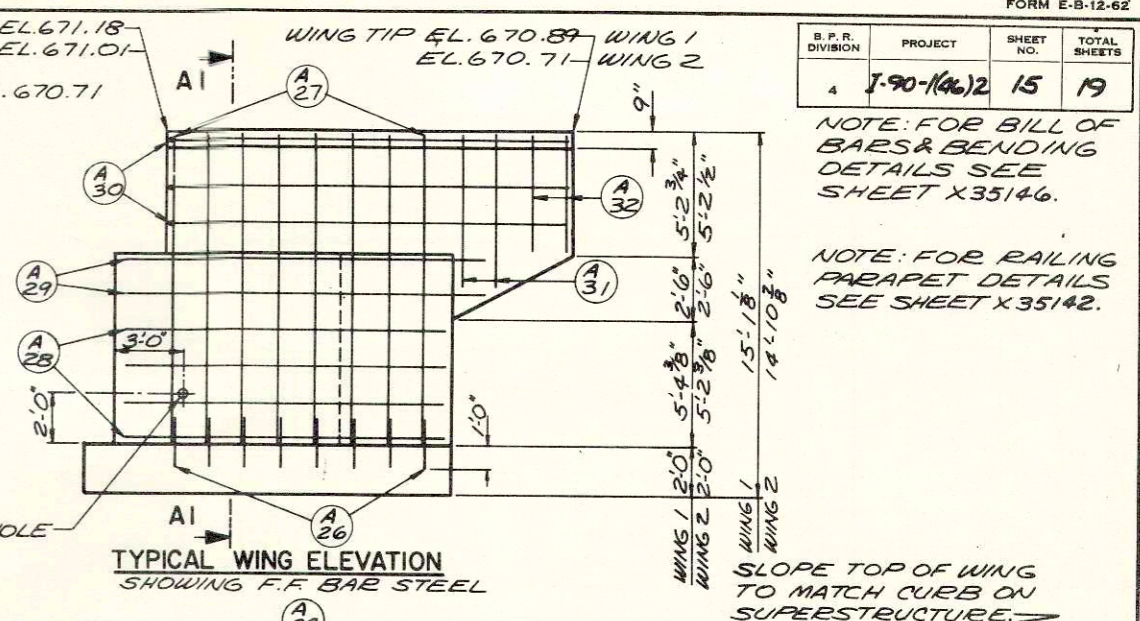 FORM E-B-12-62
EL.671.18
EL.671.01
.670.71
WING TIP EL.670.89 WING 1
EL.670.71 WING 2
A1
A
27
A
30
A
29
A
28
A
32
A
31
A
26
9"
3'-0"
2'-0"
1'-0"
5'-2 3/4"
5'-2 1/2"
2'-6"
2'-6"
5'-4 3/8"
5'-2 3/8"
2'-0"
2'-0"
15'-1 1/8"
14'-10 7/8"
WING 1
WING 2
WING 1
WING 2
OLE
A1
TYPICAL WING ELEVATION
SHOWING F.F. BAR STEEL
A
B.P.R. DIVISION
PROJECT
SHEET NO.
TOTAL SHEETS
4
I-90-1(46)2
15
19
NOTE: FOR BILL OF
BARS & BENDING
DETAILS SEE
SHEET X35146.
NOTE: FOR RAILING
PARAPET DETAILS
SEE SHEET X35142.
SLOPE TOP OF WING
TO MATCH CURB ON
SUPERSTRUCTURE.